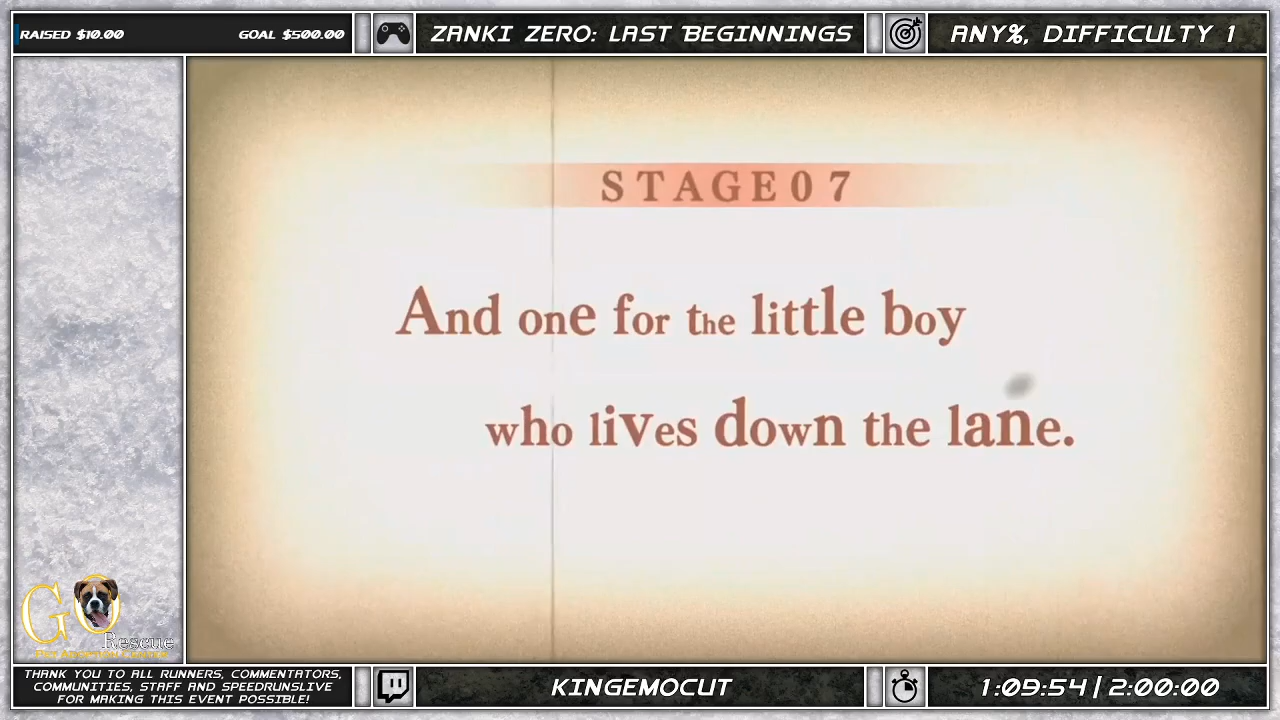 RAISED $10.00
GOAL $500.00
ZANKI ZERO: LAST BEGINNINGS
ANY%, DIFFICULTY 1
STAGE07
And one for the little boy
who lives down the lane.
GO
Rescue
THANK YOU TO ALL RUNNERS, COMMENTATORS,
COMMUNITIES, STAFF AND SPEEDRUNSLIVE
FOR MAKING THIS EVENT POSSIBLE!
KINGEMOCUT
1:09:54|2:00:00